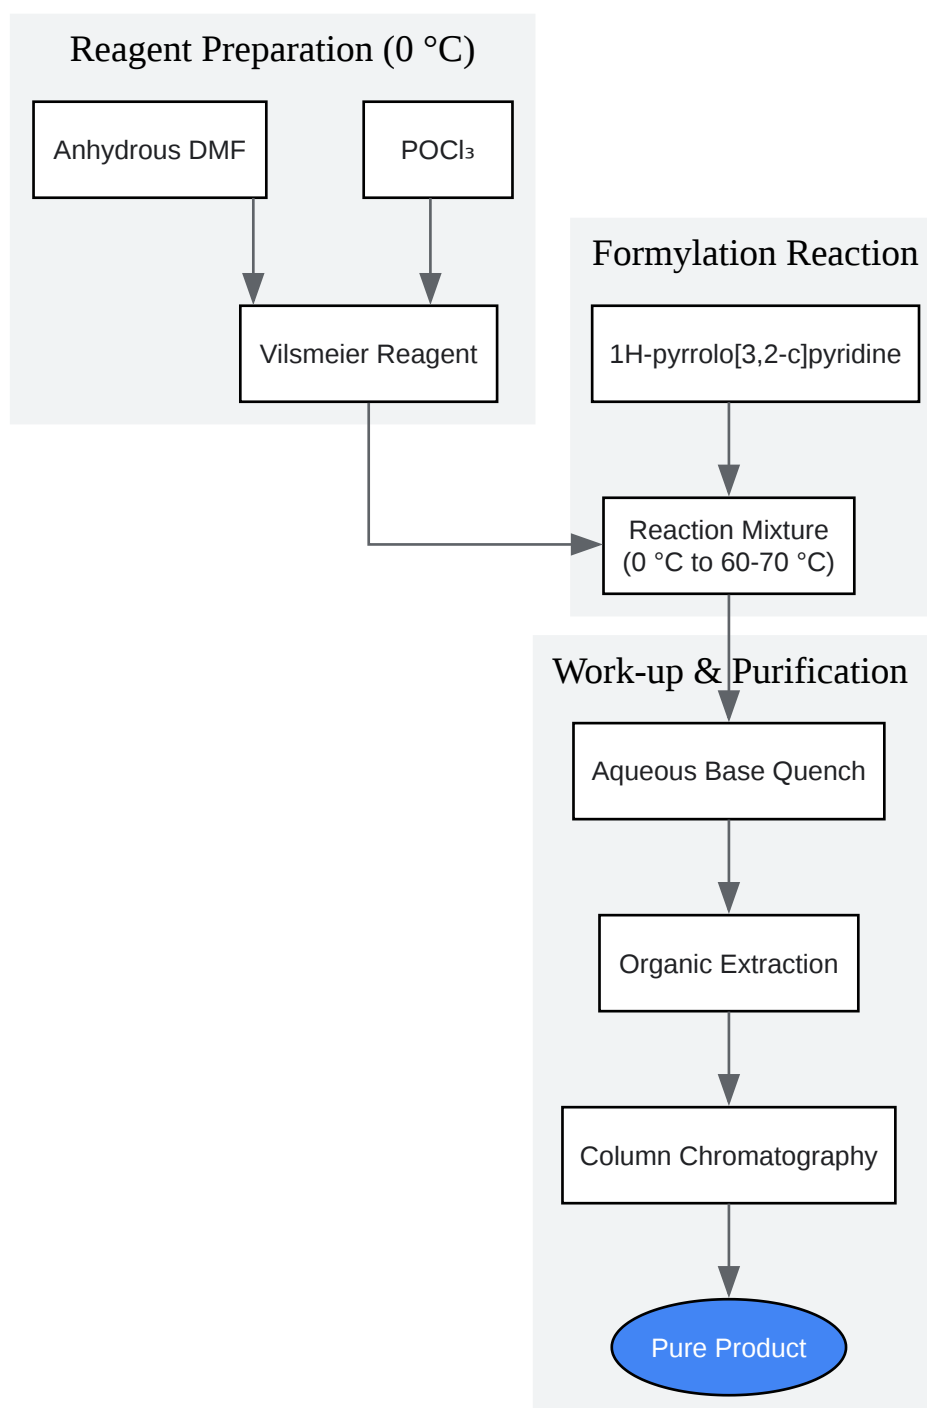 Reagent Preparation (0 °C)
Anhydrous DMF
POCl₃
Vilsmeier Reagent
Formylation Reaction
1H-pyrrolo[3,2-c]pyridine
Reaction Mixture
(0 °C to 60-70 °C)
Work-up & Purification
Aqueous Base Quench
Organic Extraction
Column Chromatography
Pure Product